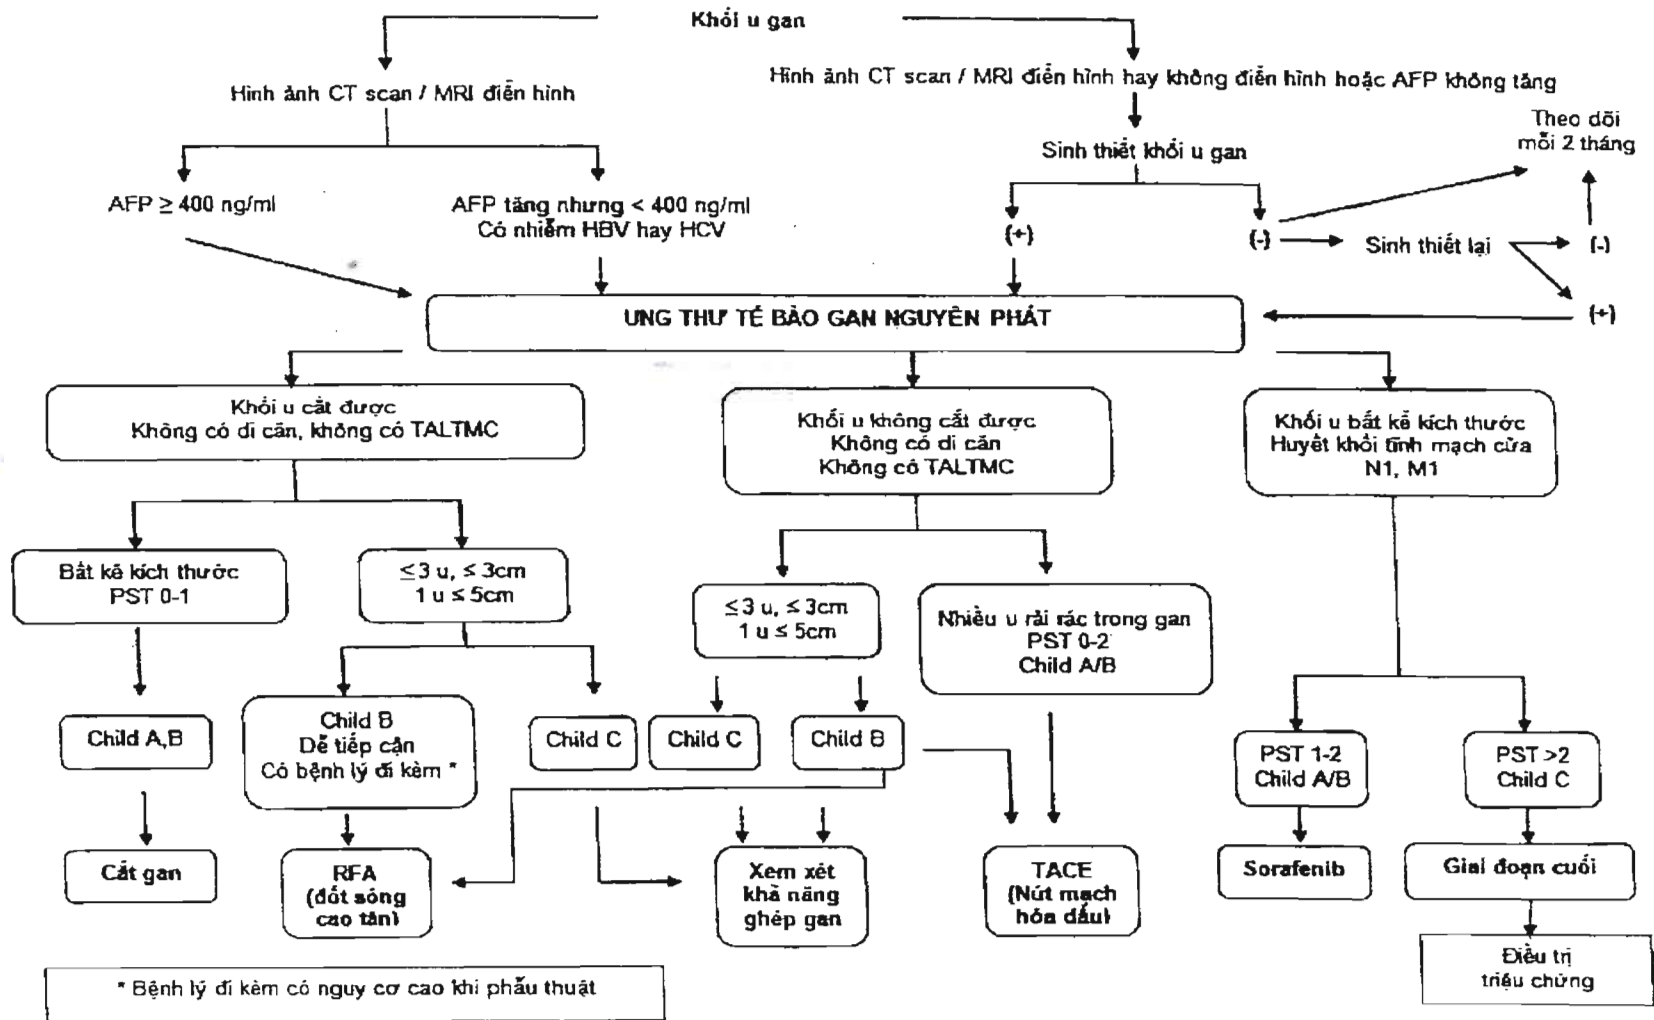 Khối u gan
Hình ảnh CT scan / MRI điển hình
Hình ảnh CT scan / MRI điển hình hay không điển hình hoặc AFP không tăng
Theo dõi
mỗi 2 tháng
Sinh thiết khối u gan
AFP ≥ 400 ng/ml
AFP tăng nhưng < 400 ng/ml
Có nhiễm HBV hay HCV
(+)
(-)
Sinh thiết lại
(-)
(+)
UNG THƯ TẾ BÀO GAN NGUYÊN PHÁT
Khối u cắt được
Không có di căn, không có TALTMC
Khối u không cắt được
Không có di căn
Không có TALTMC
Khối u bất kể kích thước
Huyết khối tĩnh mạch cửa
N1, M1
Bất kể kích thước
PST 0-1
≤3 u, ≤ 3cm
1 u ≤ 5cm
≤3 u, ≤ 3cm
1 u ≤ 5cm
Nhiều u rải rác trong gan
PST 0-2
Child A/B
Child A,B
Child B
Dễ tiếp cận
Có bệnh lý đi kèm *
Child C
Child C
Child B
PST 1-2
Child A/B
PST >2
Child C
Cắt gan
RFA
(đốt sóng
cao tần)
Xem xét
khả năng
ghép gan
TACE
(Nút mạch
hóa dầu)
Sorafenib
Giai đoạn cuối
Điều trị
triệu chứng
* Bệnh lý đi kèm có nguy cơ cao khi phẫu thuật